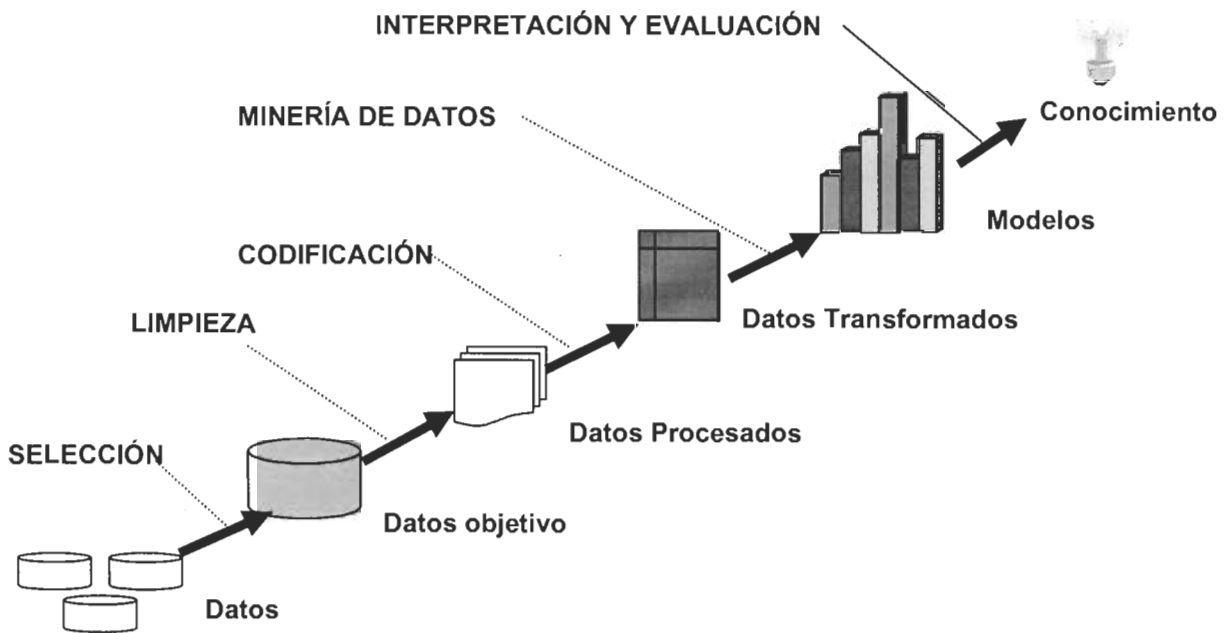 INTERPRETACIÓN Y EVALUACIÓN
Conocimiento
MINERÍA DE DATOS
Modelos
CODIFICACIÓN
Datos Transformados
LIMPIEZA
Datos Procesados
SELECCIÓN
Datos objetivo
Datos